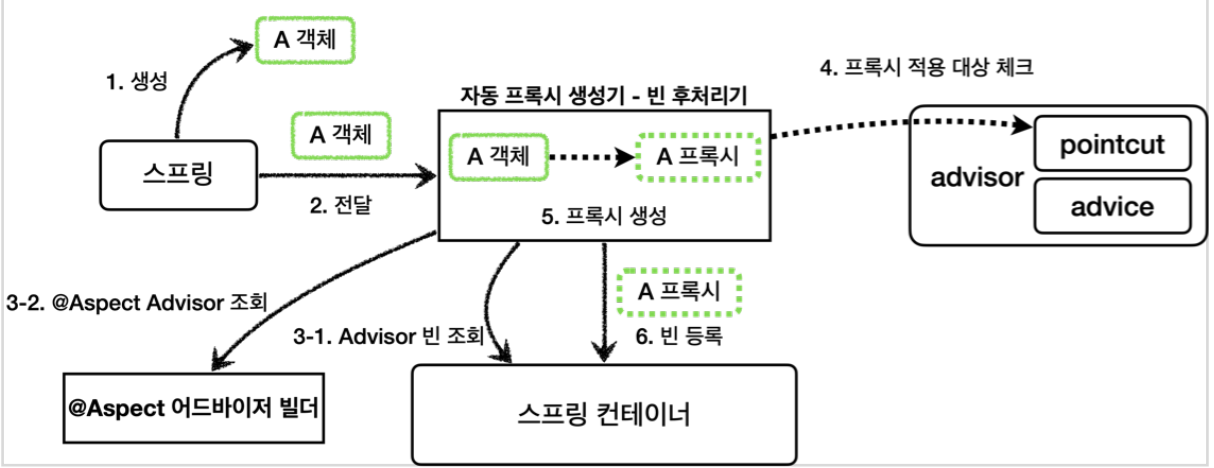 A 객체
1. 생성
4. 프록시 적용 대상 체크
자동 프록시 생성기 - 빈 후처리기
A 객체
A 객체
A 프록시
pointcut
스프링
advisor
2. 전달
5. 프록시 생성
advice
3-2. @Aspect Advisor 조회
A 프록시
3-1. Advisor 빈 조회
6. 빈 등록
@Aspect 어드바이저 빌더
스프링 컨테이너